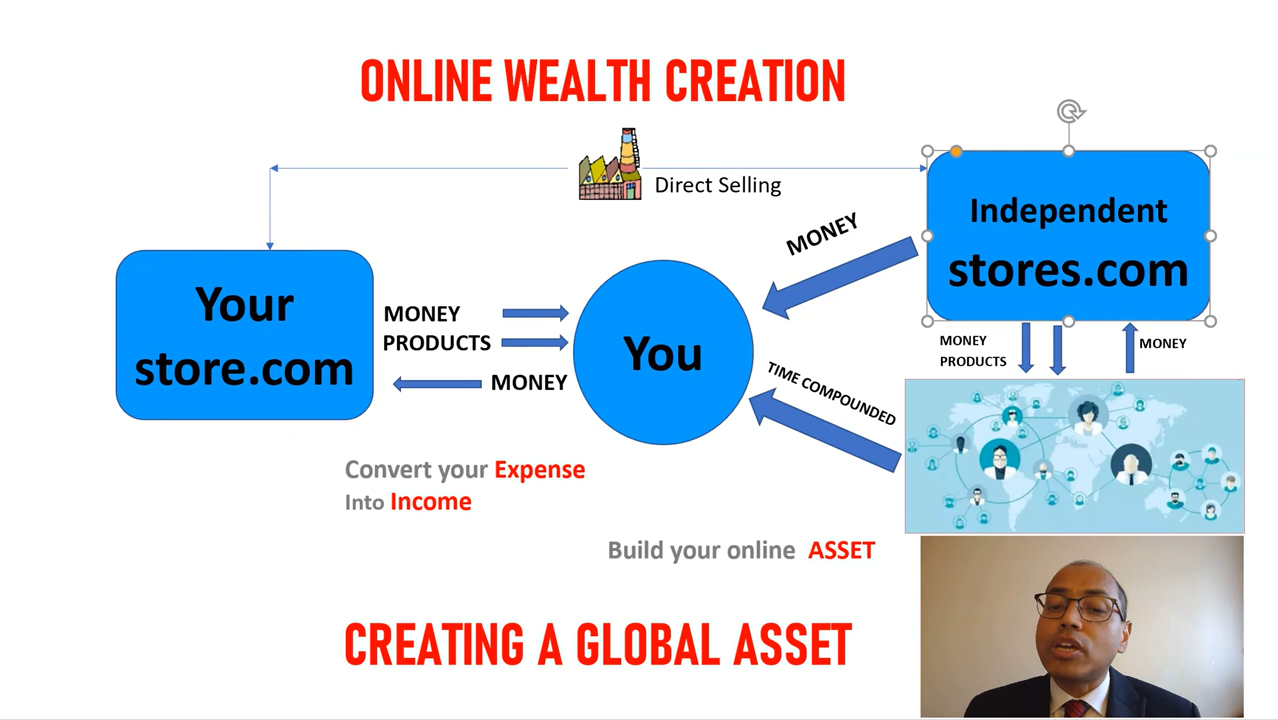 ONLINE WEALTH CREATION
Direct Selling
Independent
stores.com
MONEY
Your
store.com
MONEY
PRODUCTS
MONEY
You
TIME COMPOUNDED
MONEY
PRODUCTS
MONEY
Convert your Expense
Into Income
Build your online ASSET
CREATING A GLOBAL ASSET